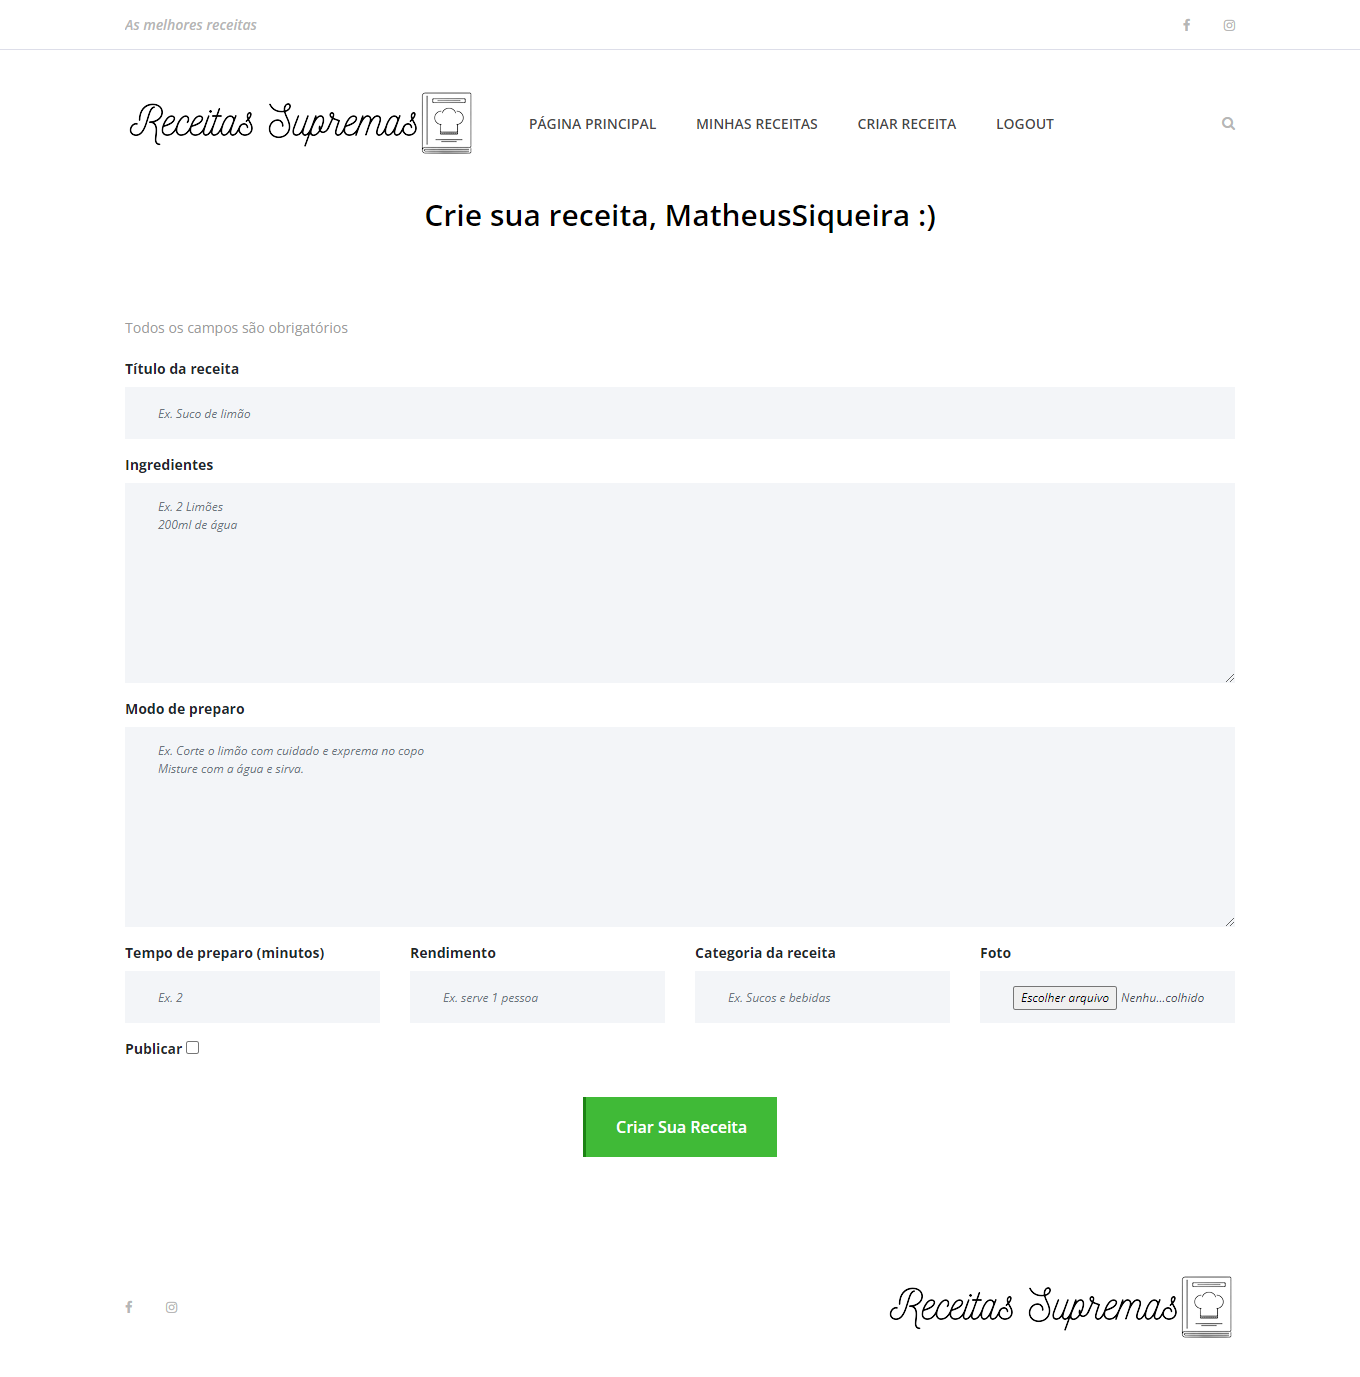 As melhores receitas
Receitas Supremas
PÁGINA PRINCIPAL
MINHAS RECEITAS
CRIAR RECEITA
LOGOUT
Crie sua receita, MatheusSiqueira :)
Todos os campos são obrigatórios
Título da receita
Ex. Suco de limão
Ingredientes
Ex. 2 Limões
200ml de água
Modo de preparo
Ex. Corte o limão com cuidado e exprema no copo
Misture com a água e sirva.
Tempo de preparo (minutos)
Ex. 2
Rendimento
Ex. serve 1 pessoa
Categoria da receita
Ex. Sucos e bebidas
Foto
Escolher arquivo Nenhu...colhido
Publicar
Criar Sua Receita
Receitas Supremas